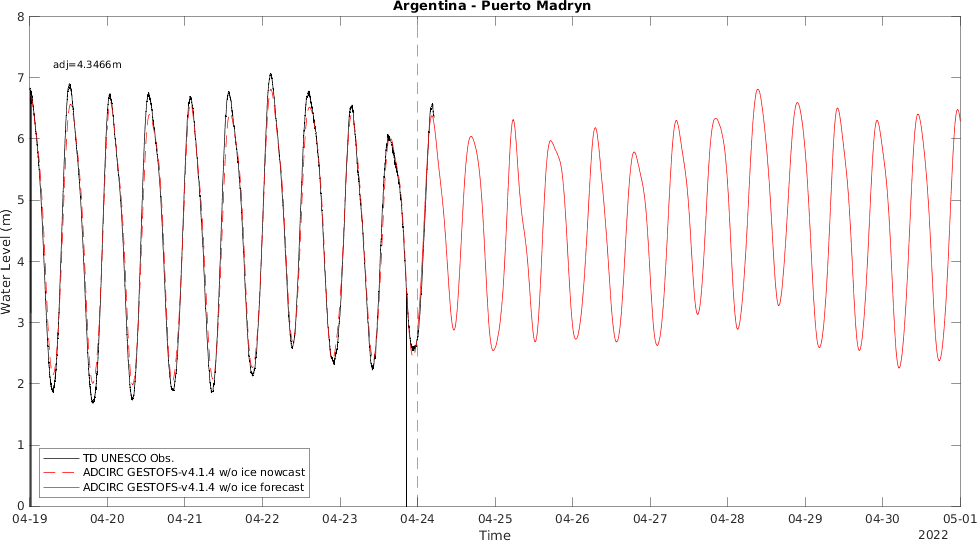 Argentina - Puerto Madryn
adj=4.3466m
Water Level (m)
8
7
6
5
4
3
2
1
0
TD UNESCO Obs.
ADCIRC GESTOFS-v4.1.4 w/o ice nowcast
ADCIRC GESTOFS-v4.1.4 w/o ice forecast
04-19 04-20 04-21 04-22 04-23 04-24 04-25 04-26 04-27 04-28 04-29 04-30 05-01
Time
2022